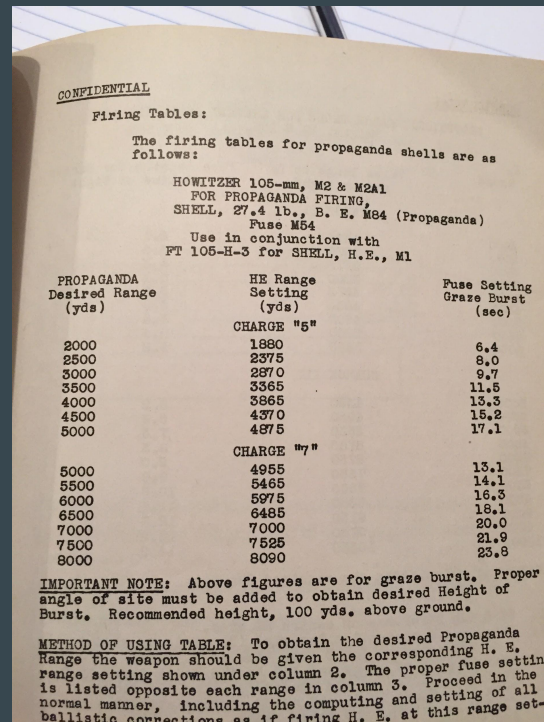 CONFIDENTIAL
Firing Tables:
The firing tables for propaganda shells are as
follows:
HOWITZER 105-mm, M2 & M2A1
FOR PROPAGANDA FIRING,
SHELL, 27.4 lb., B. E. M84 (Propaganda)
Fuse M54
Use in conjunction with
FT 105-H-3 for SHELL, H.E., M1
PROPAGANDA HE Range Fuse Setting
Desired Range Setting Graze Burst
(yds) (yds) (sec)
CHARGE "5"
2000 1880 6.4
2500 2375 8.0
3000 2870 9.7
3500 3365 11.5
4000 3865 13.3
4500 4370 15.2
5000 4875 17.1
CHARGE "7"
5000 4955 13.1
5500 5465 14.1
6000 5975 16.3
6500 6485 18.1
7000 7000 20.0
7500 7525 21.9
8000 8090 23.8
IMPORTANT NOTE: Above figures are for graze burst. Proper
angle of site must be added to obtain desired Height of
Burst. Recommended height, 100 yds. above ground.
METHOD OF USING TABLE: To obtain the desired Propaganda
Range the weapon should be given the corresponding H. E.
range setting shown under column 2. The proper fuse settin
is listed opposite each range in column 3. Proceed in the
normal manner, including the computing and setting of all
ballistic corrections as if firing H. E. at this range set-